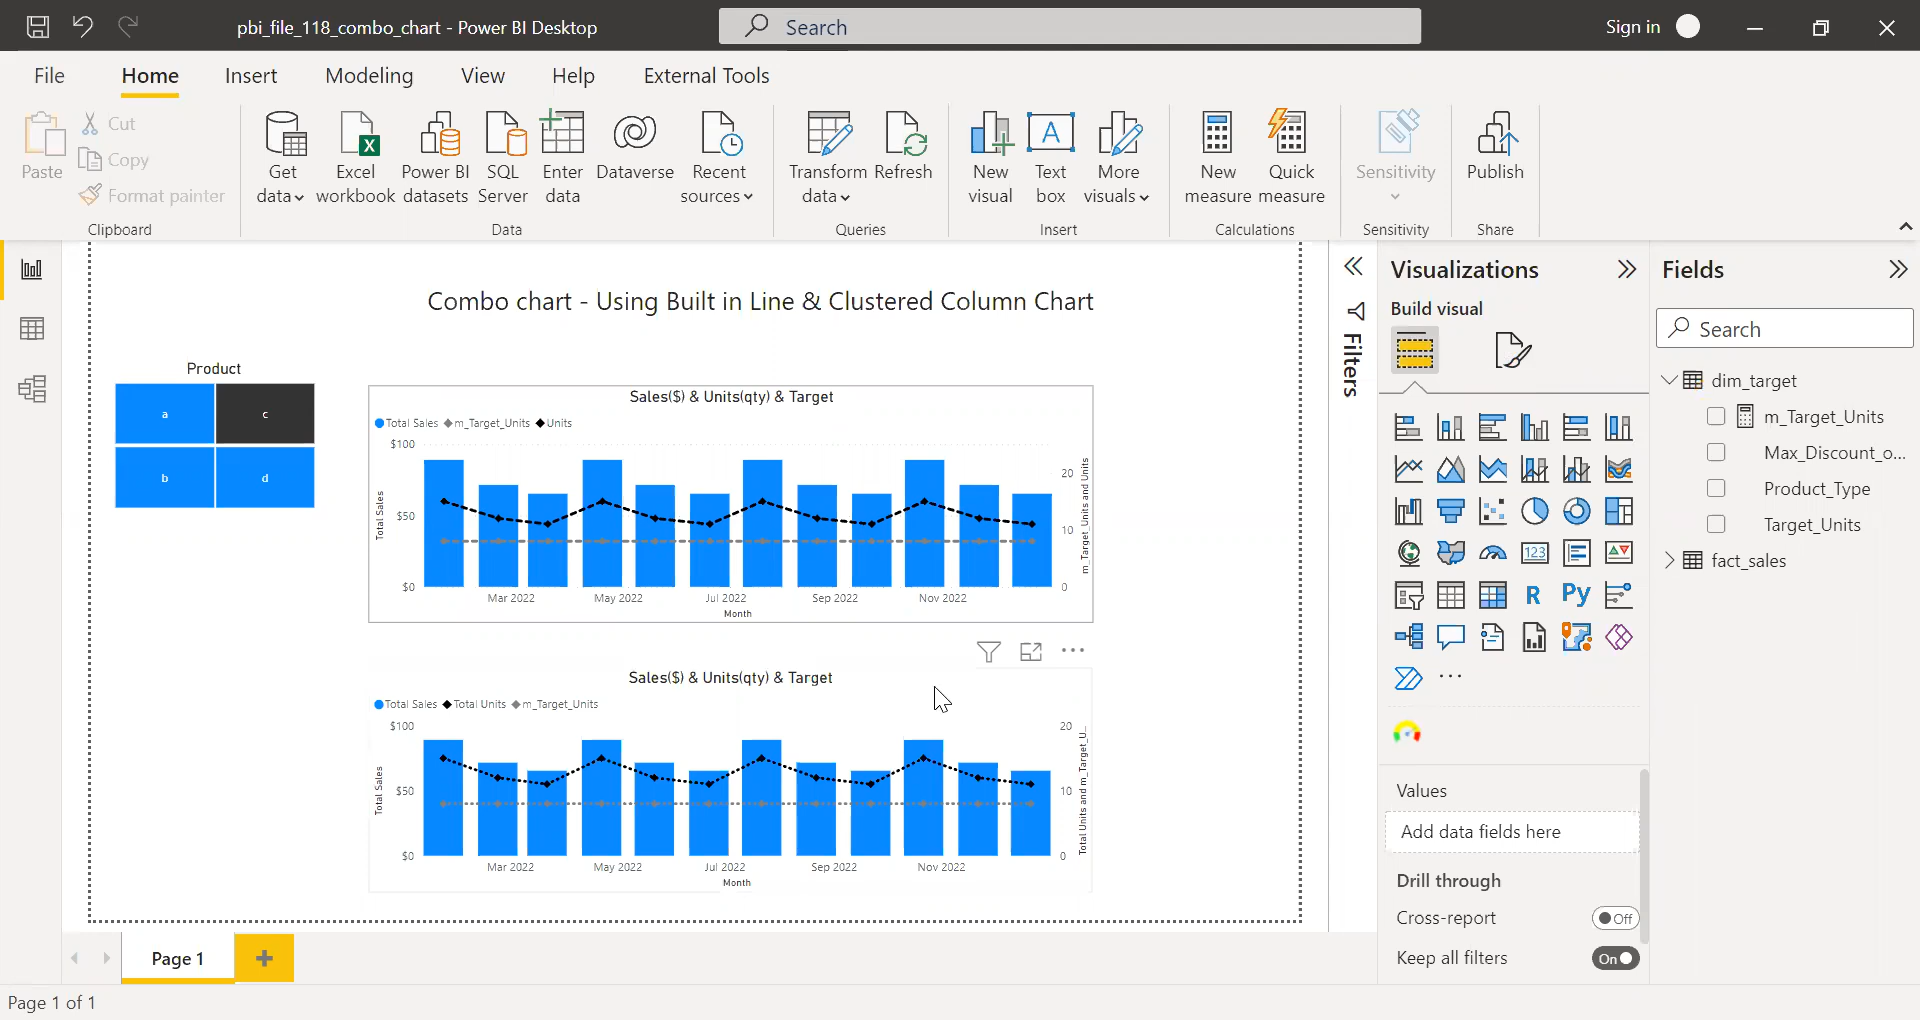 pbi_file_118_combo_chart - Power BI Desktop
Search
Sign in
File Home Insert Modeling View Help External Tools
Paste
Cut
Copy
Format painter
Clipboard
Get data
Excel workbook
Power BI datasets
SQL Server
Enter data
Dataverse
Recent sources
Data
Transform data
Refresh
Queries
New visual
Text box
More visuals
Insert
New measure
Quick measure
Calculations
Sensitivity
Sensitivity
Publish
Share
Combo chart - Using Built in Line & Clustered Column Chart
Product
a c
b d
Sales($) & Units(qty) & Target
Total Sales m_Target_Units Units
$100
$50
$0
Total Sales
20
10
0
m_Target_Units and Units
Mar 2022 May 2022 Jul 2022 Sep 2022 Nov 2022
Month
Sales($) & Units(qty) & Target
Total Sales Total Units m_Target_Units
$100
$50
$0
Total Sales
20
10
0
Total Units and m_Target_U...
Mar 2022 May 2022 Jul 2022 Sep 2022 Nov 2022
Month
Filters
Visualizations
Build visual
123
R
Py
...
Values
Add data fields here
Drill through
Cross-report
Off
Keep all filters
On
Fields
Search
dim_target
m_Target_Units
Max_Discount_o...
Product_Type
Target_Units
fact_sales
Page 1
Page 1 of 1